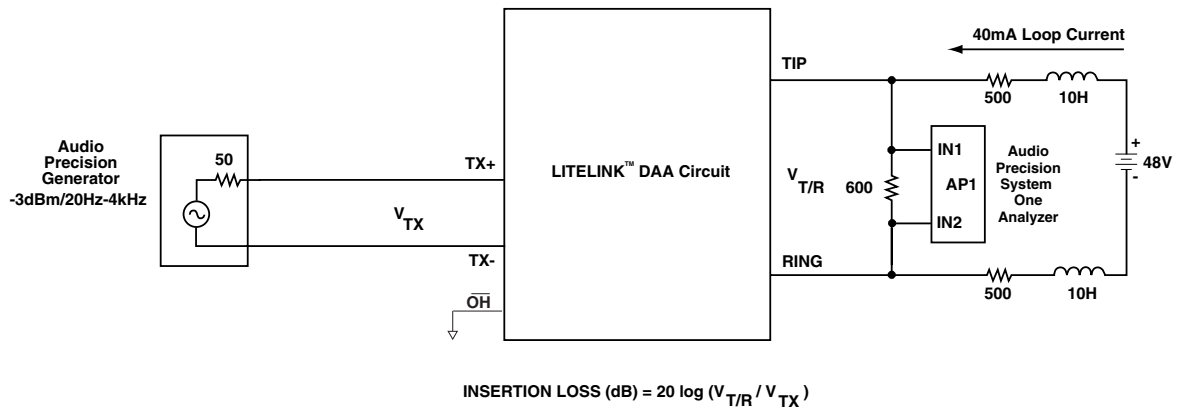 40mA Loop Current
TIP
500
10H
Audio
Precision
Generator
-3dBm/20Hz-4kHz
50
TX+
V TX
TX-
OH
LITELINK™ DAA Circuit
V T/R
600
IN1
AP1
IN2
Audio
Precision
System
One
Analyzer
+
48V
-
RING
500
10H
INSERTION LOSS (dB) = 20 log (V T/R / V TX )